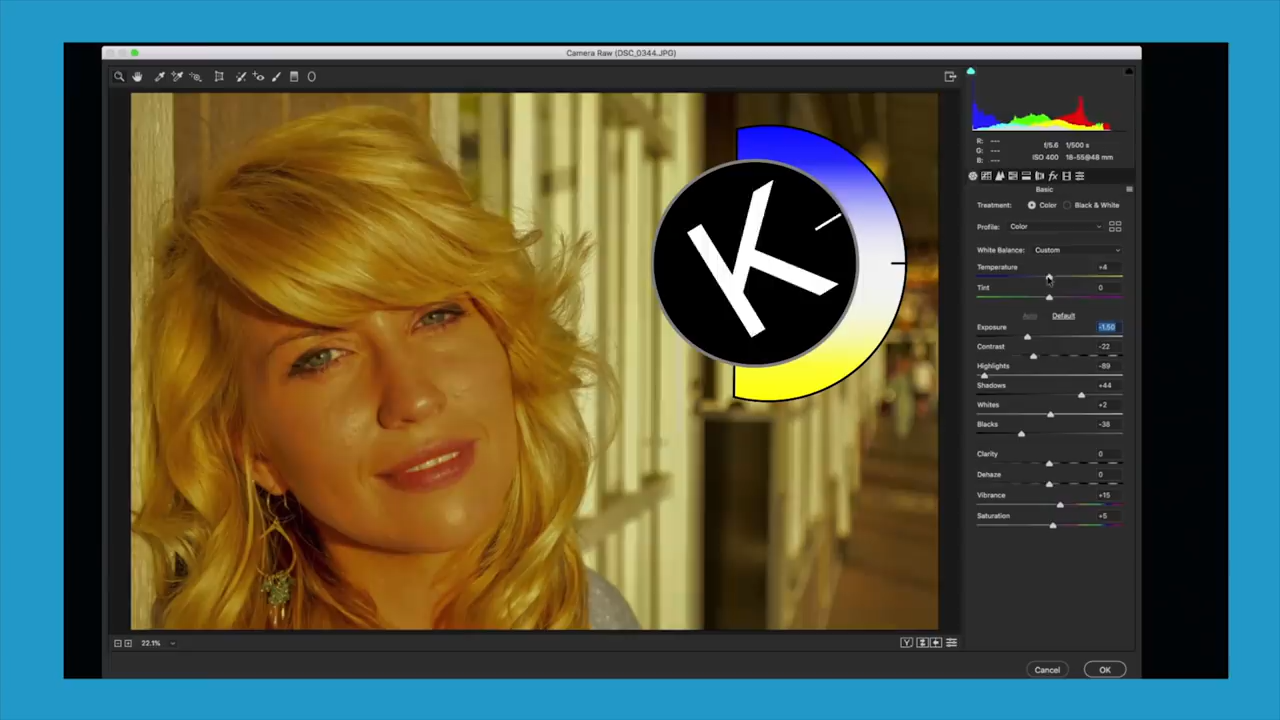 Camera Raw (DSC_0344.JPG)
K
R: ---
G: ---
B: ---
f/5.6 1/500 s
ISO 400 18-55@48 mm
fx
Basic
Treatment: Color Black & White
Profile: Color
White Balance: Custom
Temperature +4
Tint 0
Auto Default
Exposure -1.50
Contrast -22
Highlights -89
Shadows +44
Whites +2
Blacks -38
Clarity 0
Dehaze 0
Vibrance +15
Saturation +5
22.1%
Y
Cancel OK